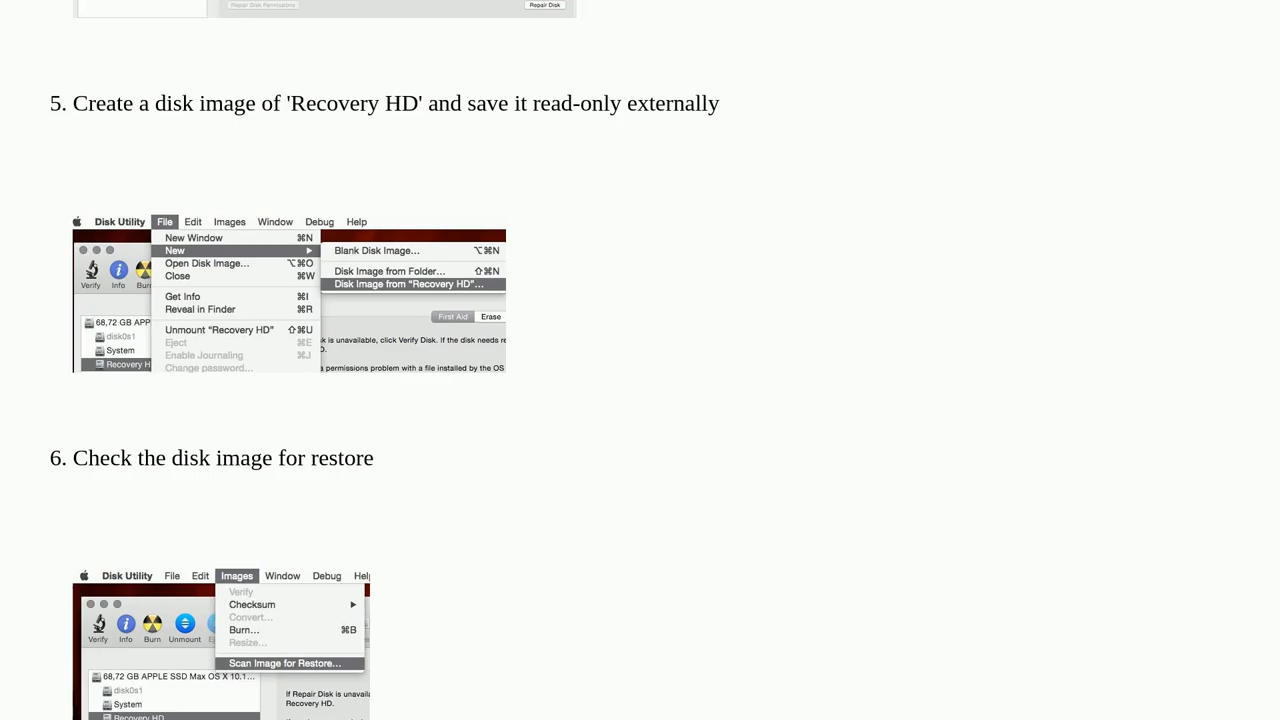 Repair Disk Permissions Repair Disk
5. Create a disk image of 'Recovery HD' and save it read-only externally
Disk Utility File Edit Images Window Debug Help
New Window ⌘N
New ▶ Blank Disk Image… ⌥⌘N
Open Disk Image… ⌥⌘O
Close ⌘W Disk Image from Folder… ⇧⌘N
Verify Info Disk Image from “Recovery HD”…
Get Info ⌘I
Reveal in Finder ⌘R
68,72 GB First Aid Erase
Unmount “Recovery HD” ⇧⌘U
disk0s1 is unavailable, click Verify Disk. If the disk needs
Eject ⌘E
System
Enable Journaling ⌘J
Recovery Change password… a permissions problem with a file installed by the OS
6. Check the disk image for restore
Disk Utility File Edit Images Window Debug
Verify
Checksum ▶
Convert…
Burn… ⌘B
Verify Info Burn Unmount
Resize…
Scan Image for Restore…
68,72 GB APPLE SSD Max OS X 10.1…
disk0s1 If Repair Disk is
System Recovery HD.
Recovery HD